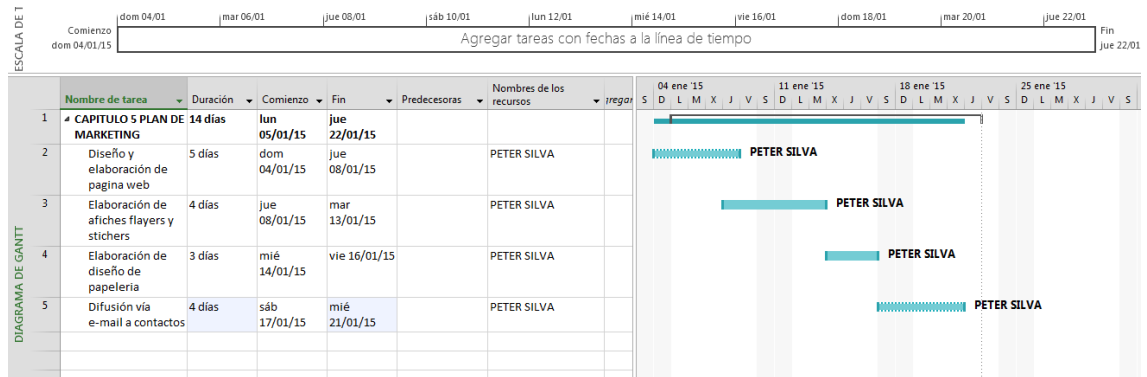 ESCALA DE T
dom 04/01 mar 06/01 jue 08/01 sáb 10/01 lun 12/01 mié 14/01 vie 16/01 dom 18/01 mar 20/01 jue 22/01
Comienzo
dom 04/01/15
Agregar tareas con fechas a la línea de tiempo
Fin
jue 22/01
DIAGRAMA DE GANTT
Nombre de tarea Duración Comienzo Fin Predecesoras Nombres de los recursos gregar
04 ene '15 11 ene '15 18 ene '15 25 ene '15
S D L M X J V S D L M X J V S D L M X J V S D L M X J V S
1 CAPITULO 5 PLAN DE MARKETING 14 días lun 05/01/15 jue 22/01/15
2 Diseño y elaboración de pagina web 5 días dom 04/01/15 jue 08/01/15 PETER SILVA
PETER SILVA
3 Elaboración de afiches flayers y stichers 4 días jue 08/01/15 mar 13/01/15 PETER SILVA
PETER SILVA
4 Elaboración de diseño de papeleria 3 días mié 14/01/15 vie 16/01/15 PETER SILVA
PETER SILVA
5 Difusión vía e-mail a contactos 4 días sáb 17/01/15 mié 21/01/15 PETER SILVA
PETER SILVA